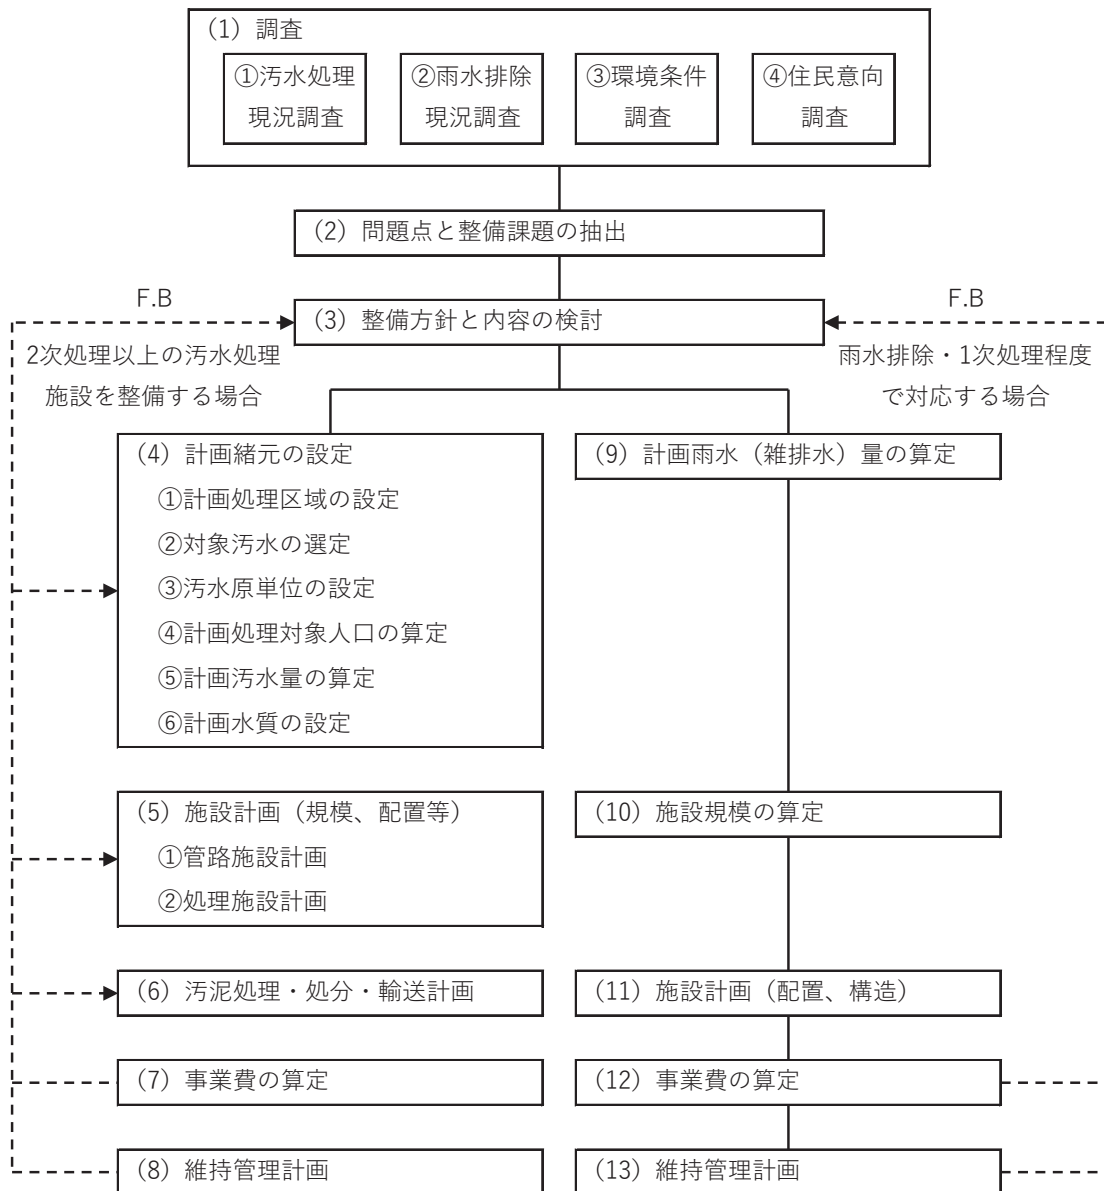 (1) 調査
①汚水処理
現況調査
②雨水排除
現況調査
③環境条件
調査
④住民意向
調査
(2) 問題点と整備課題の抽出
F.B
(3) 整備方針と内容の検討
F.B
2次処理以上の汚水処理
施設を整備する場合
雨水排除・1次処理程度
で対応する場合
(4) 計画緒元の設定
①計画処理区域の設定
②対象汚水の選定
③汚水原単位の設定
④計画処理対象人口の算定
⑤計画汚水量の算定
⑥計画水質の設定
(9) 計画雨水（雑排水）量の算定
(5) 施設計画（規模、配置等）
①管路施設計画
②処理施設計画
(10) 施設規模の算定
(6) 汚泥処理・処分・輸送計画
(11) 施設計画（配置、構造）
(7) 事業費の算定
(12) 事業費の算定
(8) 維持管理計画
(13) 維持管理計画